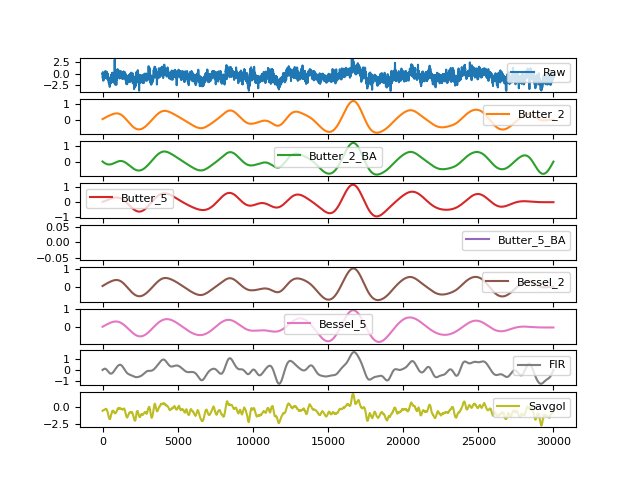 2.5
0.0
−2.5
Raw
1
0
Butter_2
1
0
Butter_2_BA
1
0
−1
Butter_5
0.05
0.00
−0.05
Butter_5_BA
1
0
Bessel_2
1
0
Bessel_5
1
0
−1
FIR
0.0
−2.5
Savgol
0 5000 10000 15000 20000 25000 30000